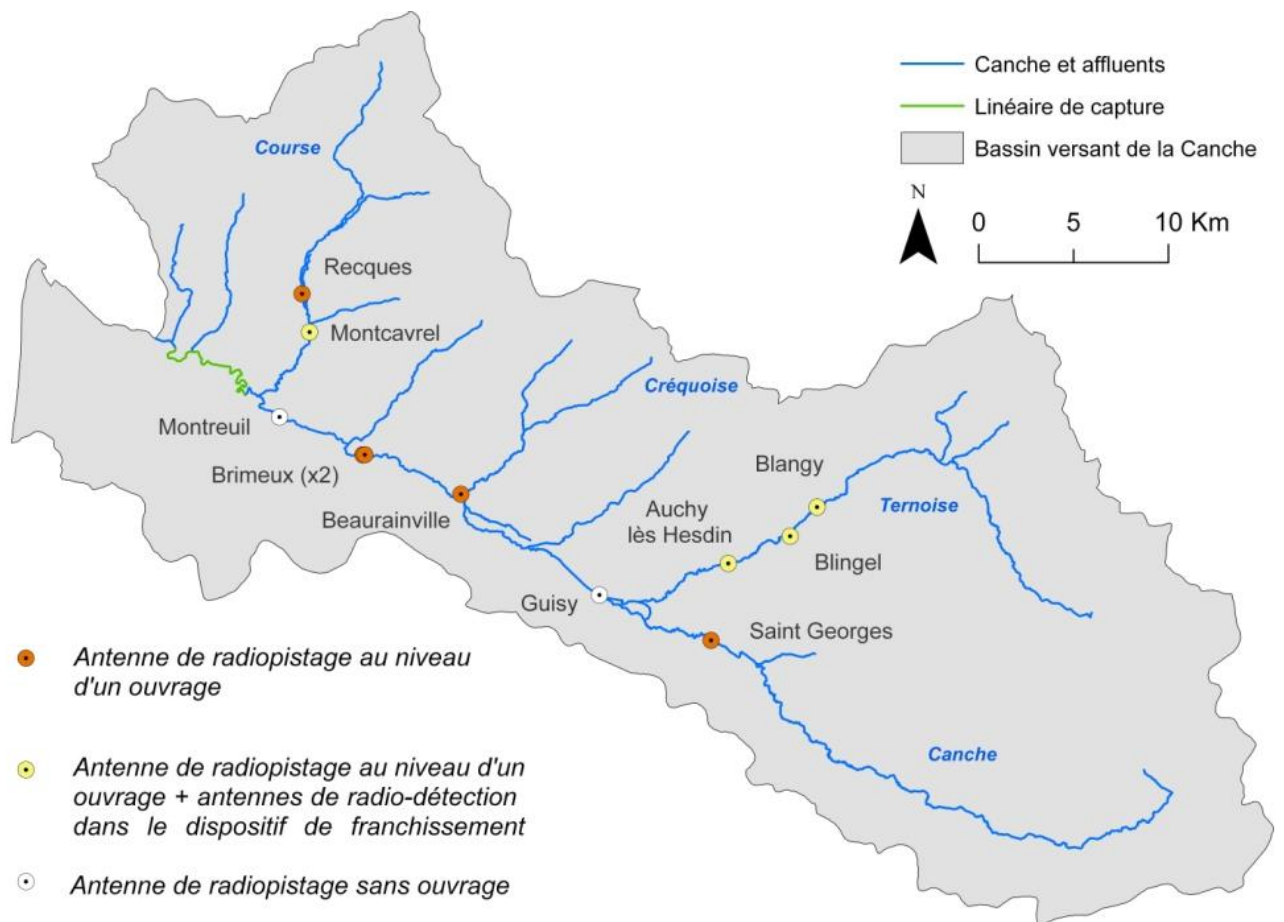 Canche et affluents
Linéaire de capture
Bassin versant de la Canche
N
0 5 10 Km
Course
Recques
Montcavrel
Créquoise
Montreuil
Brimeux (x2)
Beaurainville
Blangy
Auchy
lès Hesdin
Ternoise
Blingel
Guisy
Saint Georges
Canche
Antenne de radiopistage au niveau
d'un ouvrage
Antenne de radiopistage au niveau d'un
ouvrage + antennes de radio-détection
dans le dispositif de franchissement
Antenne de radiopistage sans ouvrage